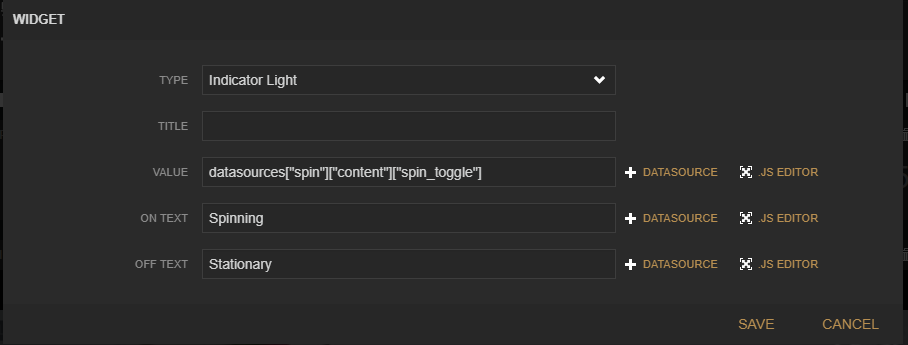 WIDGET
TYPE Indicator Light
TITLE
VALUE datasources["spin"]["content"]["spin_toggle"] DATASOURCE .JS EDITOR
ON TEXT Spinning DATASOURCE .JS EDITOR
OFF TEXT Stationary DATASOURCE .JS EDITOR
SAVE CANCEL